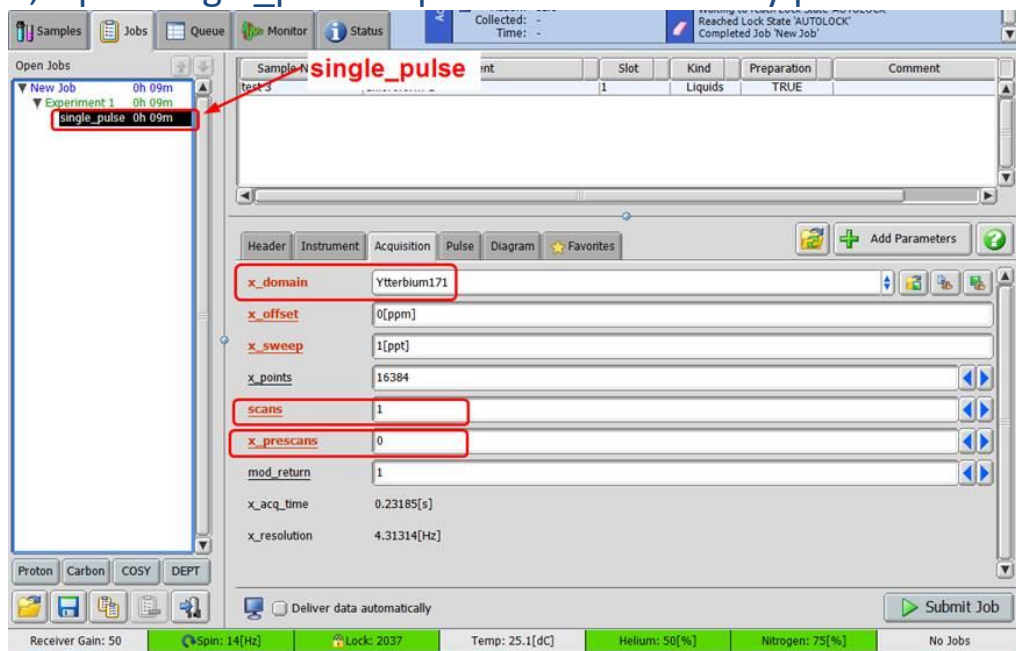 Samples Jobs Queue Monitor Status
Collected: -
Time: -
Reached Lock State 'AUTOLOCK'
Completed Job 'New Job'
Open Jobs
New Job 0h 09m
Experiment 1 0h 09m
single_pulse 0h 09m
single_pulse
Slot Kind Preparation Comment
test 3 1 Liquids TRUE
Header Instrument Acquisition Pulse Diagram Favorites
Add Parameters
x_domain Ytterbium171
x_offset 0[ppm]
x_sweep 1[ppt]
x_points 16384
scans 1
x_prescans 0
mod_return 1
x_acq_time 0.23185[s]
x_resolution 4.31314[Hz]
Proton Carbon COSY DEPT
Deliver data automatically
Submit Job
Receiver Gain: 50 Spin: 14[Hz] Lock: 2037 Temp: 25.1[dC] Helium: 50[%] Nitrogen: 75[%] No Jobs